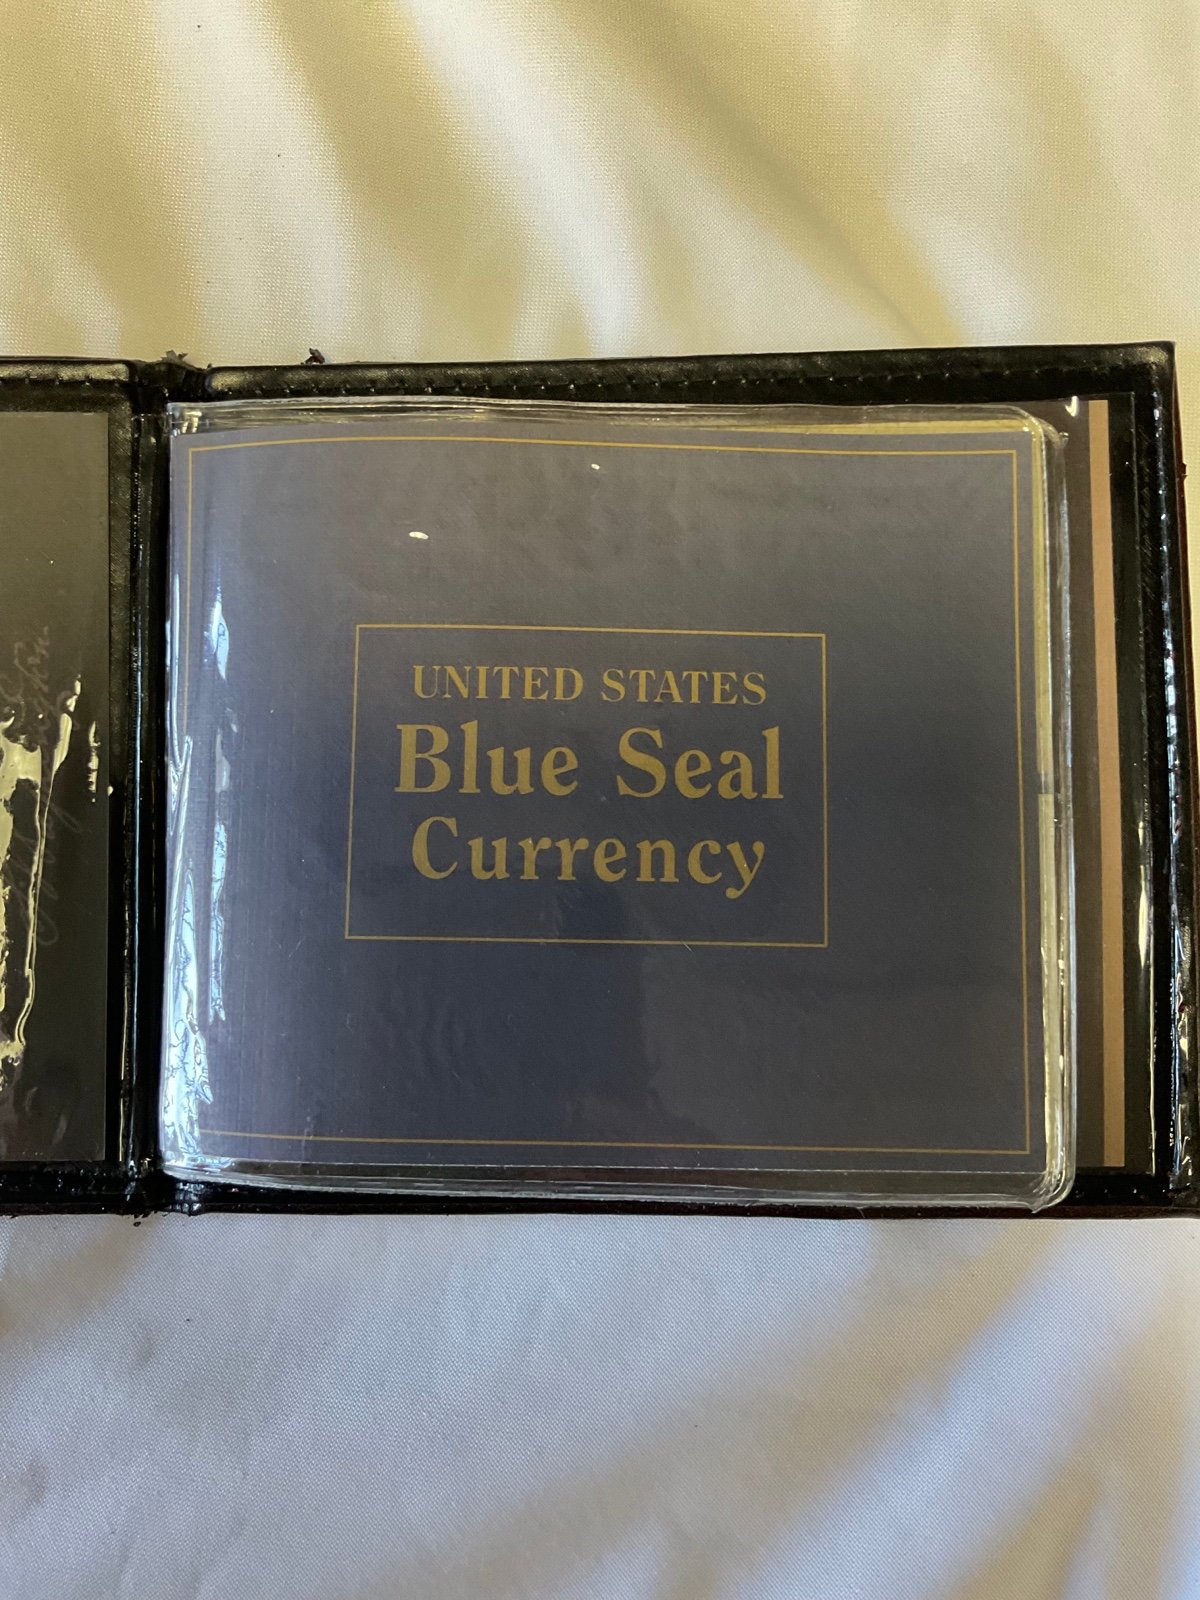 UNITED STATES
Blue Seal
Currency